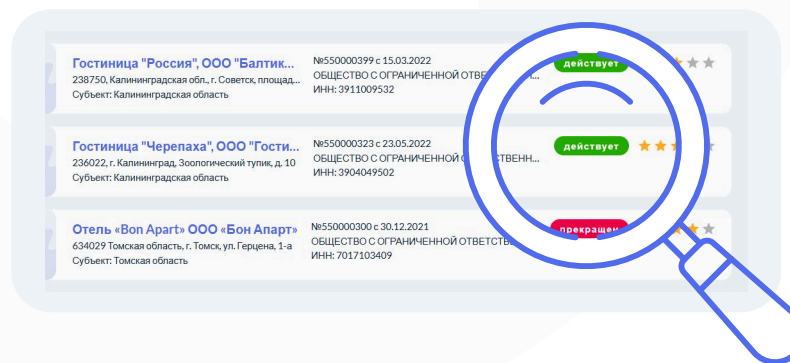 Гостиница "Россия", ООО "Балтик...
238750, Калининградская обл., г. Советск, площад...
Субъект: Калининградская область
№550000399 с 15.03.2022
ОБЩЕСТВО С ОГРАНИЧЕННОЙ
ИНН: 3911009532
действует
Гостиница "Черепаха", ООО "Гости...
236022, г. Калининград, Зоологический тупик, д. 10
Субъект: Калининградская область
№550000323 с 23.05.2022
ОБЩЕСТВО С ОГРАНИЧЕННОЙ
ИНН: 3904049502
действует
Отель «Bon Apart» ООО «Бон Апарт»
634029 Томская область, г. Томск, ул. Герцена, 1-а
Субъект: Томская область
№550000300 с 30.12.2021
ОБЩЕСТВО С ОГРАНИЧЕННОЙ
ИНН: 7017103409
прекращен